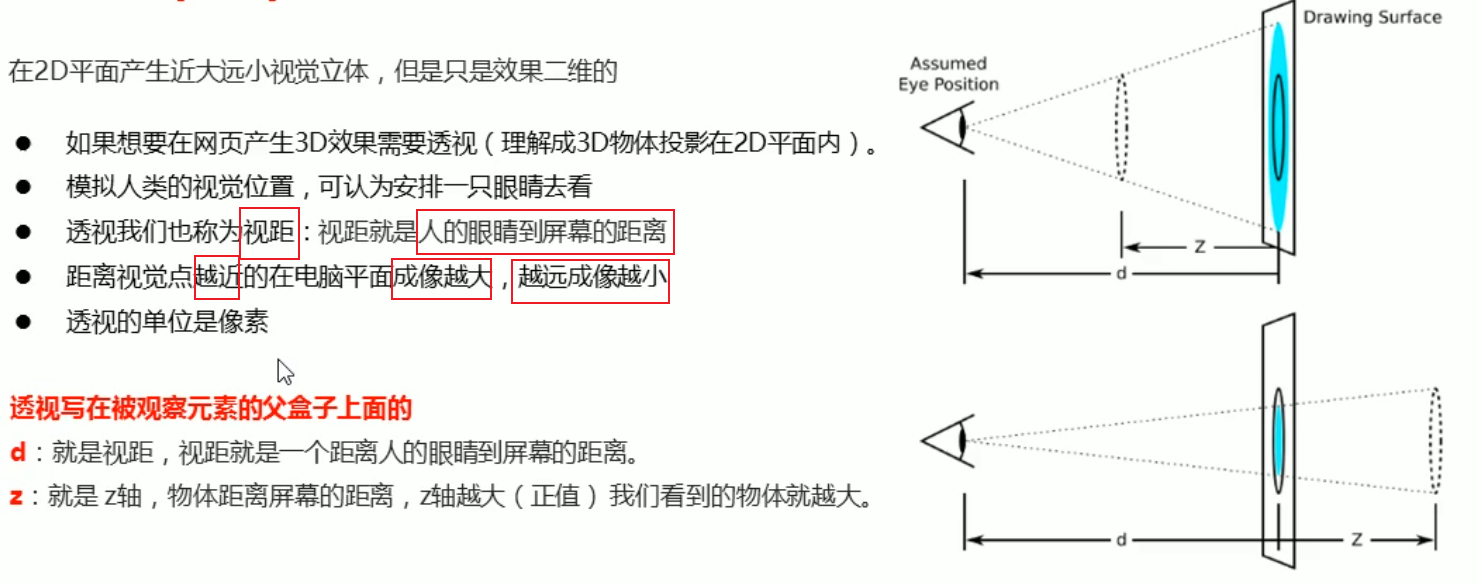 在2D平面产生近大远小视觉立体，但是只是效果二维的
● 如果想要在网页产生3D效果需要透视（理解成3D物体投影在2D平面内）。
● 模拟人类的视觉位置，可认为安排一只眼睛去看
● 透视我们也称为视距：视距就是人的眼睛到屏幕的距离
● 距离视觉点越近的在电脑平面成像越大，越远成像越小
● 透视的单位是像素
透视写在被观察元素的父盒子上面的
d：就是视距，视距就是一个距离人的眼睛到屏幕的距离。
z：就是 z轴，物体距离屏幕的距离，z轴越大（正值） 我们看到的物体就越大。
Drawing Surface
Assumed
Eye Position
Z
d
d
Z